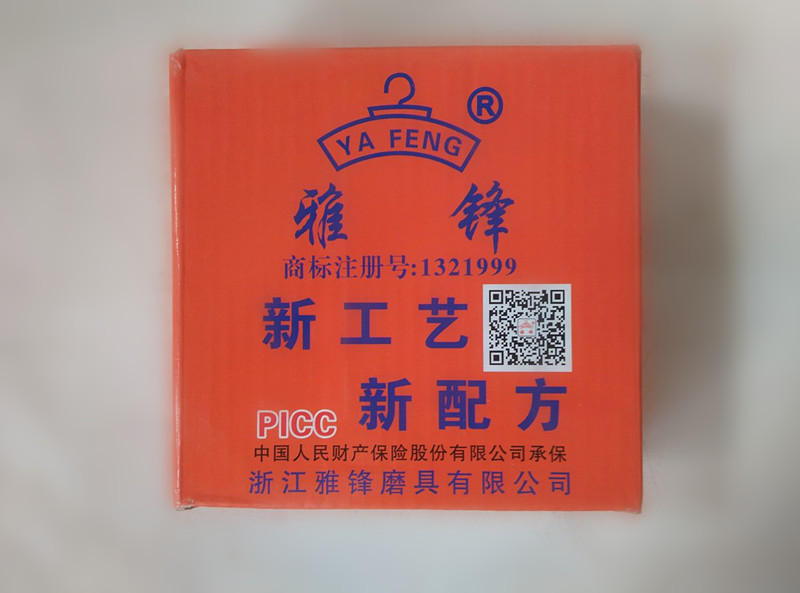 ®
YA FENG
雅锋
商标注册号:1321999
新工艺
新配方
PICC
中国人民财产保险股份有限公司承保
浙江雅锋磨具有限公司